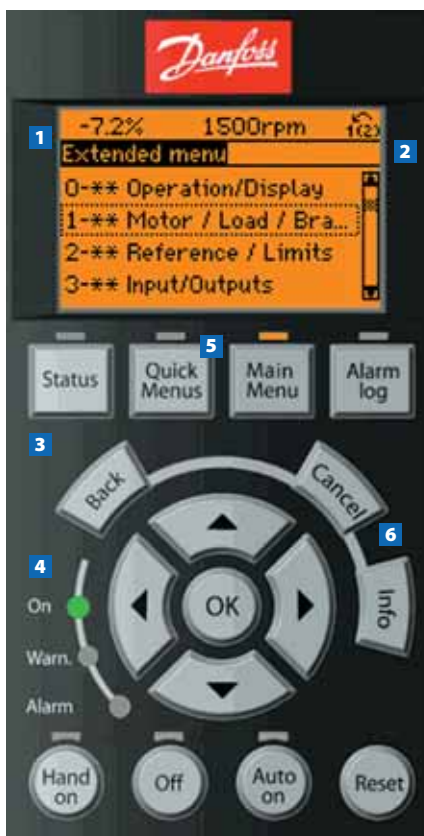 Danfoss
1
-7.2% 1500rpm 1(2)
2
Extended menu
0-** Operation/Display
1-** Motor / Load / Bra...
2-** Reference / Limits
3-** Input/Outputs
5
Status
Quick
Menus
Main
Menu
Alarm
log
3
Back
Cancel
6
4
Info
On
OK
Warn.
Alarm
Hand
on
Off
Auto
on
Reset